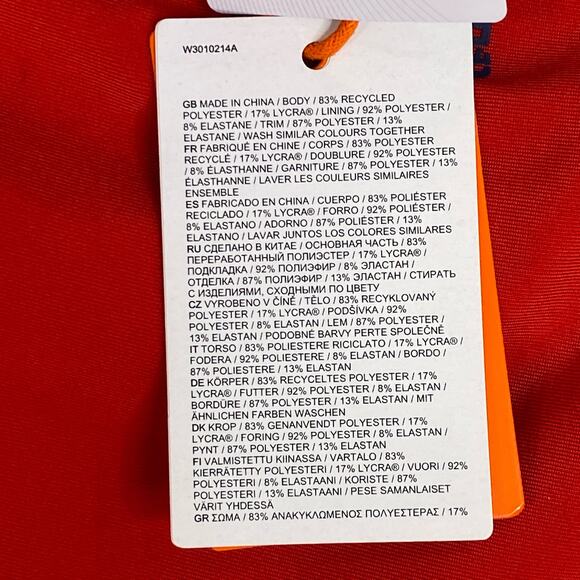 W3010214A
GB MADE IN CHINA / BODY / 83% RECYCLED
POLYESTER / 17% LYCRA® / LINING / 92% POLYESTER /
8% ELASTANE / TRIM / 87% POLYESTER / 13%
ELASTANE / WASH SIMILAR COLOURS TOGETHER
FR FABRIQUÉ EN CHINE / CORPS / 83% POLYESTER
RECYCLÉ / 17% LYCRA® / DOUBLURE / 92% POLYESTER
/ 8% ÉLASTHANNE / GARNITURE / 87% POLYESTER / 13%
ÉLASTHANNE / LAVER LES COULEURS SIMILAIRES
ENSEMBLE
ES FABRICADO EN CHINA / CUERPO / 83% POLIÉSTER
RECICLADO / 17% LYCRA® / FORRO / 92% POLIÉSTER /
8% ELASTANO / ADORNO / 87% POLIÉSTER / 13%
ELASTANO / LAVAR JUNTOS LOS COLORES SIMILARES
RU СДЕЛАНО В КИТАЕ / ОСНОВНАЯ ЧАСТЬ / 83%
ПЕРЕРАБОТАННЫЙ ПОЛИЭСТЕР / 17% LYCRA® /
ПОДКЛАДКА / 92% ПОЛИЭФИР / 8% ЭЛАСТАН /
ОТДЕЛКА / 87% ПОЛИЭФИР / 13% ЭЛАСТАН / СТИРАТЬ
С ИЗДЕЛИЯМИ, СХОДНЫМИ ПО ЦВЕТУ
CZ VYROBENO V ČÍNĚ / TĚLO / 83% RECYKLOVANÝ
POLYESTER / 17% LYCRA® / PODŠÍVKA / 92%
POLYESTER / 8% ELASTAN / LEM / 87% POLYESTER /
13% ELASTAN / PODOBNÉ BARVY PERTE SPOLEČNĚ
IT TORSO / 83% POLIESTERE RICICLATO / 17% LYCRA® /
FODERA / 92% POLIESTERE / 8% ELASTAN / BORDO /
87% POLIESTERE / 13% ELASTAN
DE KÖRPER / 83% RECYCELTES POLYESTER / 17%
LYCRA® / FUTTER / 92% POLYESTER / 8% ELASTAN /
BORDÜRE / 87% POLYESTER / 13% ELASTAN / MIT
ÄHNLICHEN FARBEN WASCHEN
DK KROP / 83% GENANVENDT POLYESTER / 17%
LYCRA® / FORING / 92% POLYESTER / 8% ELASTAN /
PYNT / 87% POLYESTER / 13% ELASTAN
FI VALMISTETTU KIINASSA / VARTALO / 83%
KIERRÄTETTY POLYESTERI / 17% LYCRA® / VUORI / 92%
POLYESTERI / 8% ELASTAANI / KORISTE / 87%
POLYESTERI / 13% ELASTAANI / PESE SAMANLAISET
VÄRIT YHDESSÄ
GR ΣΩΜΑ / 83% ΑΝΑΚΥΚΛΩΜΕΝΟΣ ΠΟΛΥΕΣΤΕΡΑΣ / 17%